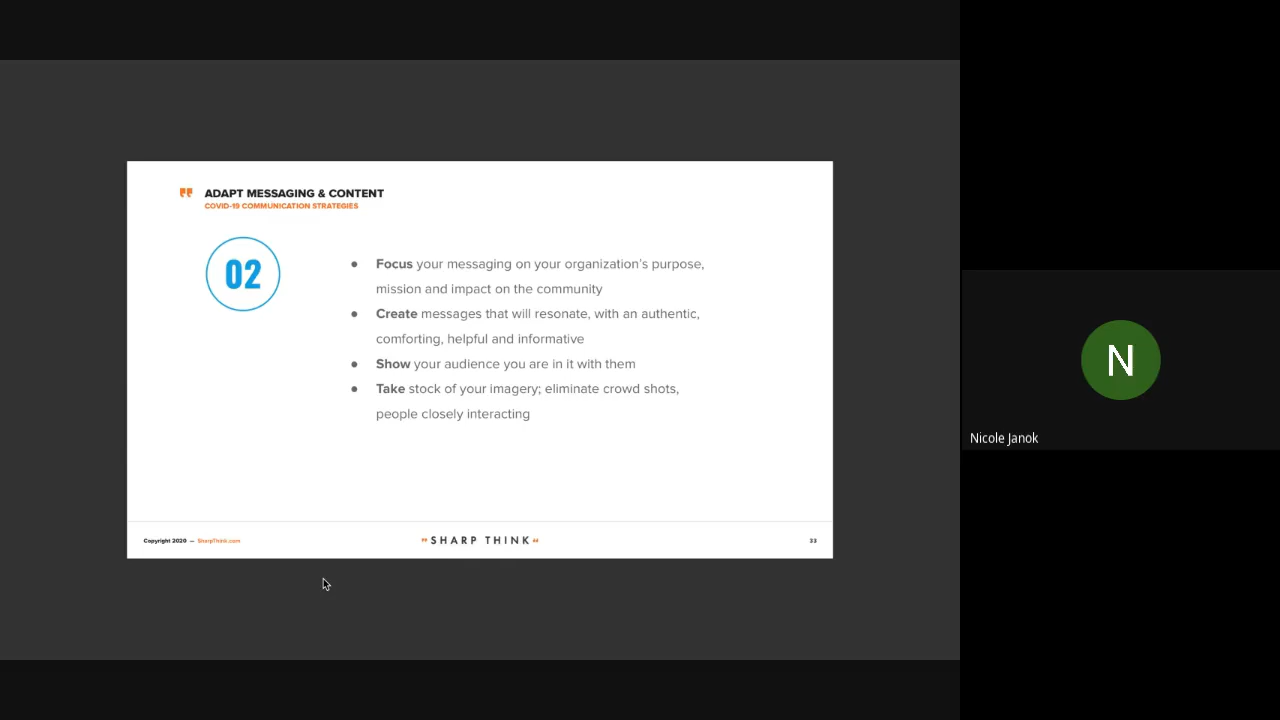 ADAPT MESSAGING & CONTENT
COVID-19 COMMUNICATION STRATEGIES
02
● Focus your messaging on your organization's purpose,
mission and impact on the community
● Create messages that will resonate, with an authentic,
comforting, helpful and informative
● Show your audience you are in it with them
● Take stock of your imagery; eliminate crowd shots,
people closely interacting
Copyright 2020 — SharpThink.com
SHARP THINK
33
N
Nicole Janok